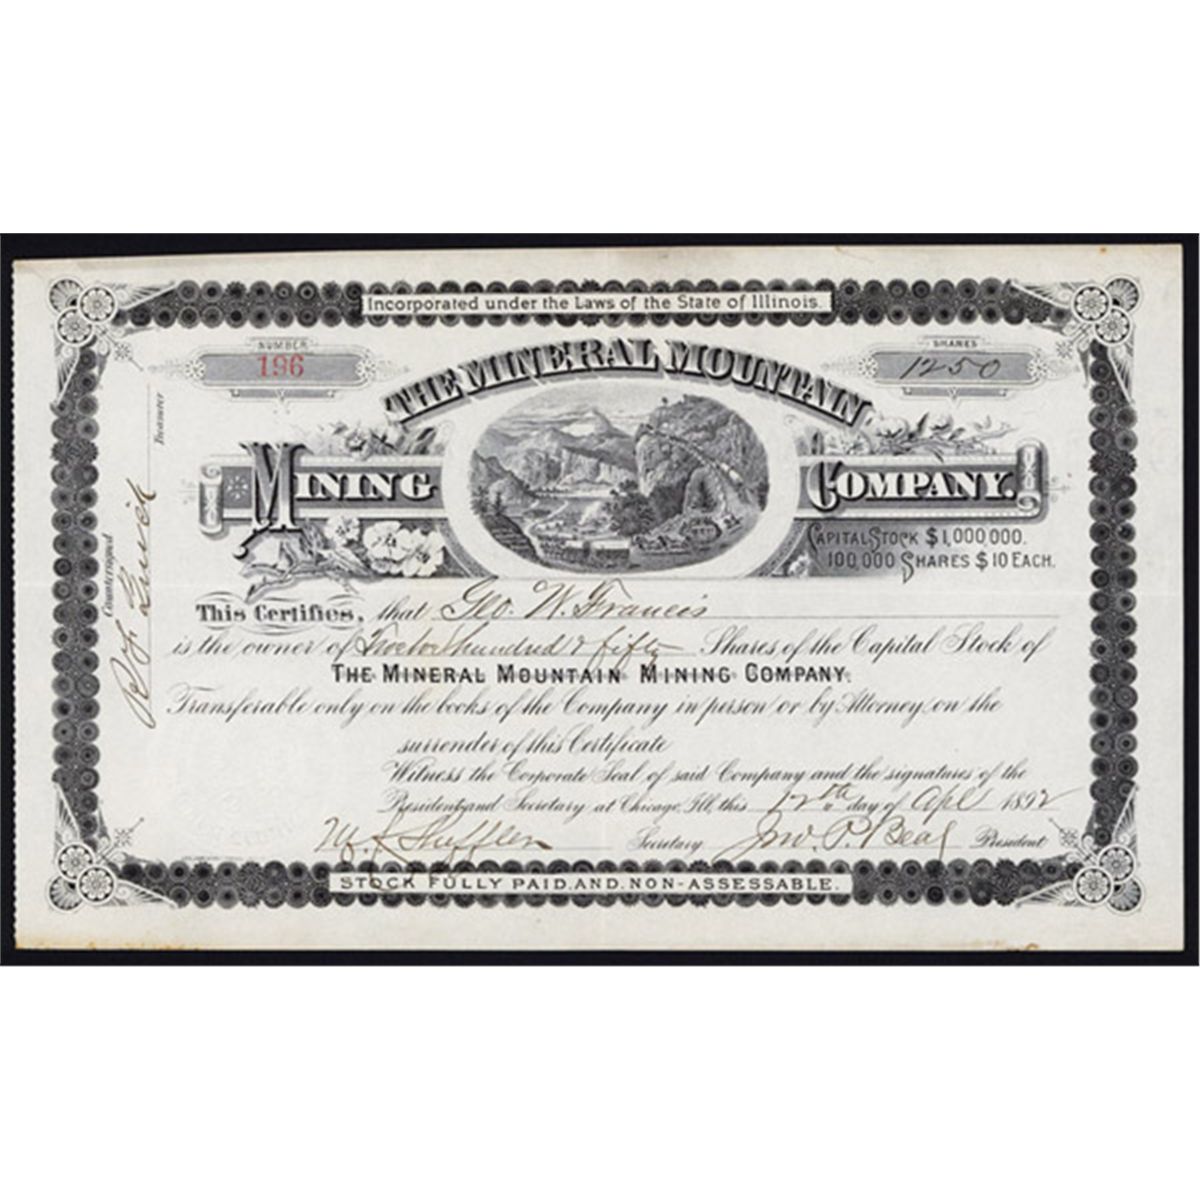 Incorporated under the Laws of the State of Illinois.
NUMBER
196
SHARES
1250
THE MINERAL MOUNTAIN
MINING COMPANY.
CAPITAL STOCK $1,000,000.
100,000 SHARES $10 EACH.
This Certifies, that Geo. W. Francis
is the owner of Twelve hundred & fifty Shares of the Capital Stock of
THE MINERAL MOUNTAIN MINING COMPANY.
Transferable only on the books of the Company in person or by Attorney on the
surrender of this Certificate
Witness the Corporate Seal of said Company and the signatures of the
President and Secretary at Chicago, Ill, this 12th day of Apl 1892
Secretary Jno. P. Beal President
STOCK FULLY PAID AND NON-ASSESSABLE.
Countersigned
Treasurer